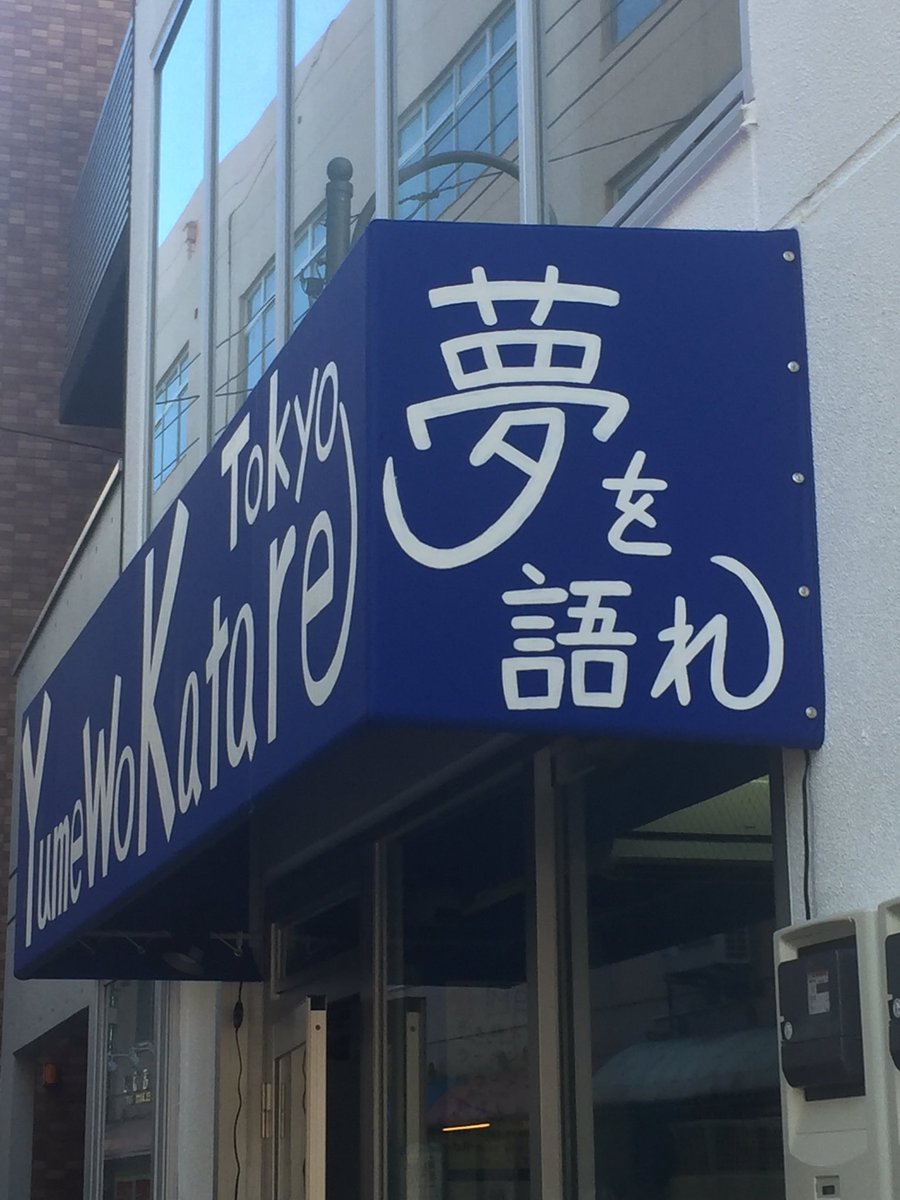 Tokyo
YumeWoKatare
夢を
語れ